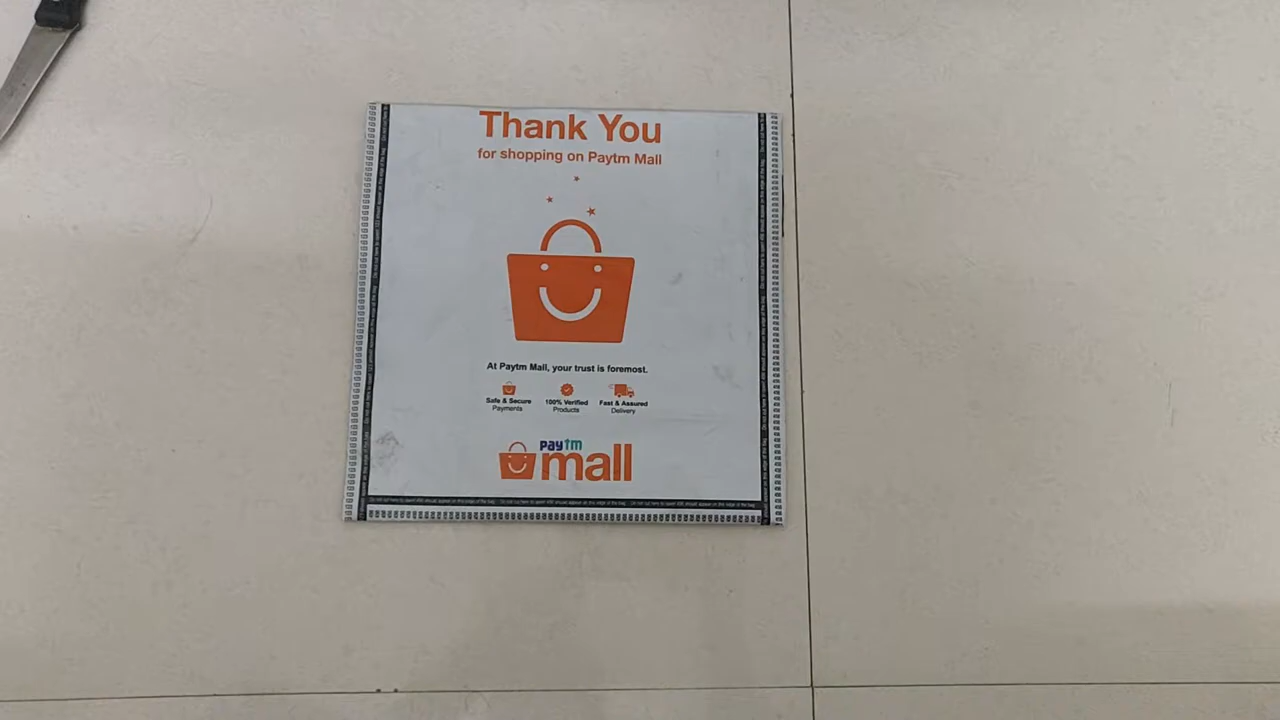 Thank You
for shopping on Paytm Mall
At Paytm Mall, your trust is foremost.
Safe & Secure
Payments
100% Verified
Products
Fast & Assured
Delivery
paytm
mall